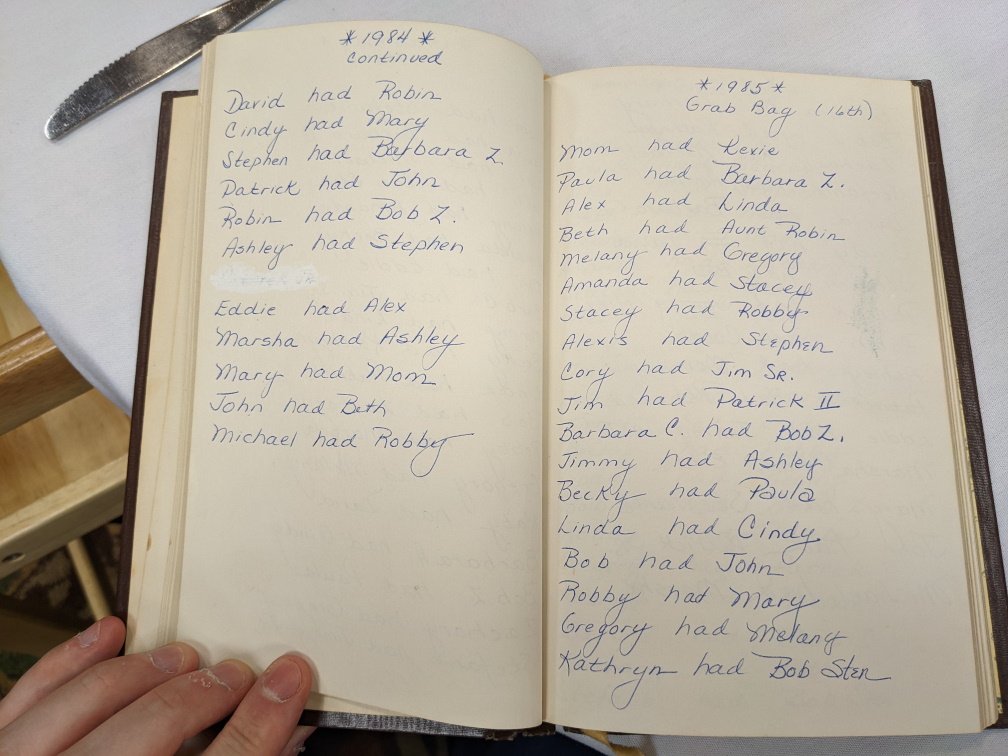 *1984*
continued
David had Robin
Cindy had Mary
Stephen had Barbara Z.
Patrick had John
Robin had Bob Z.
Ashley had Stephen
Eddie had Alex
Marsha had Ashley
Mary had Mom
John had Beth
Michael had Robby
*1985*
Grab Bag (16th)
Mom had Lexie
Paula had Barbara Z.
Alex had Linda
Beth had Aunt Robin
Melany had Gregory
Amanda had Stacey
Stacey had Robby
Alexis had Stephen
Cory had Jim Sr.
Jim had Patrick II
Barbara C. had Bob Z.
Jimmy had Ashley
Becky had Paula
Linda had Cindy
Bob had John
Robby had Mary
Gregory had Melany
Kathryn had Bob Sten